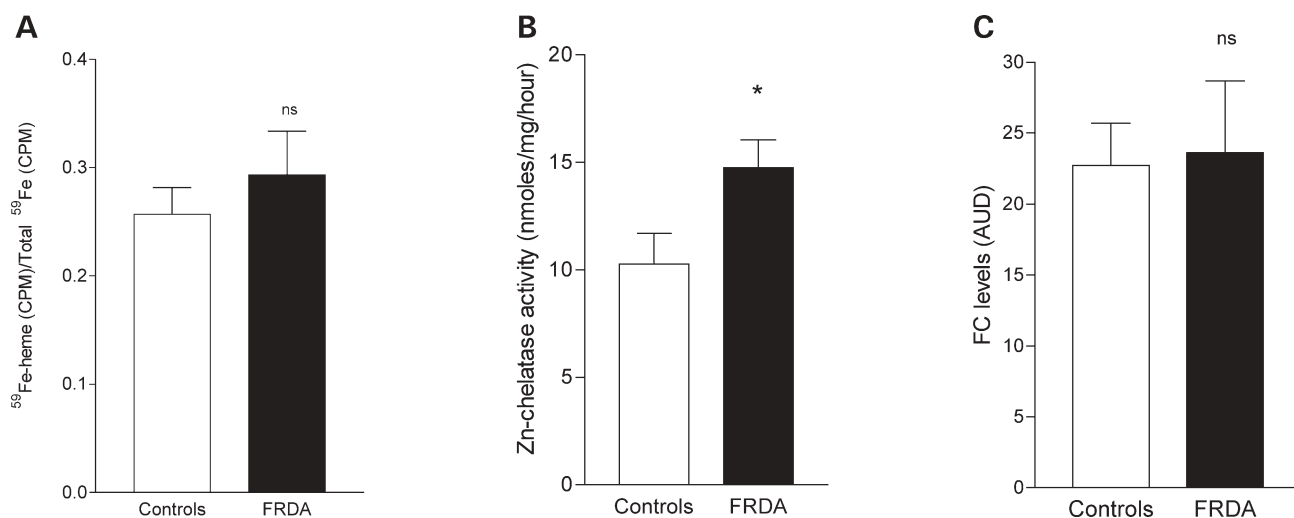 A
⁵⁹Fe-heme (CPM)/Total ⁵⁹Fe (CPM)
0.4
0.3
0.2
0.1
0.0
ns
Controls
FRDA
B
Zn-chelatase activity (nmoles/mg/hour)
20
15
10
5
0
*
Controls
FRDA
C
FC levels (AUD)
30
25
20
15
10
5
0
ns
Controls
FRDA